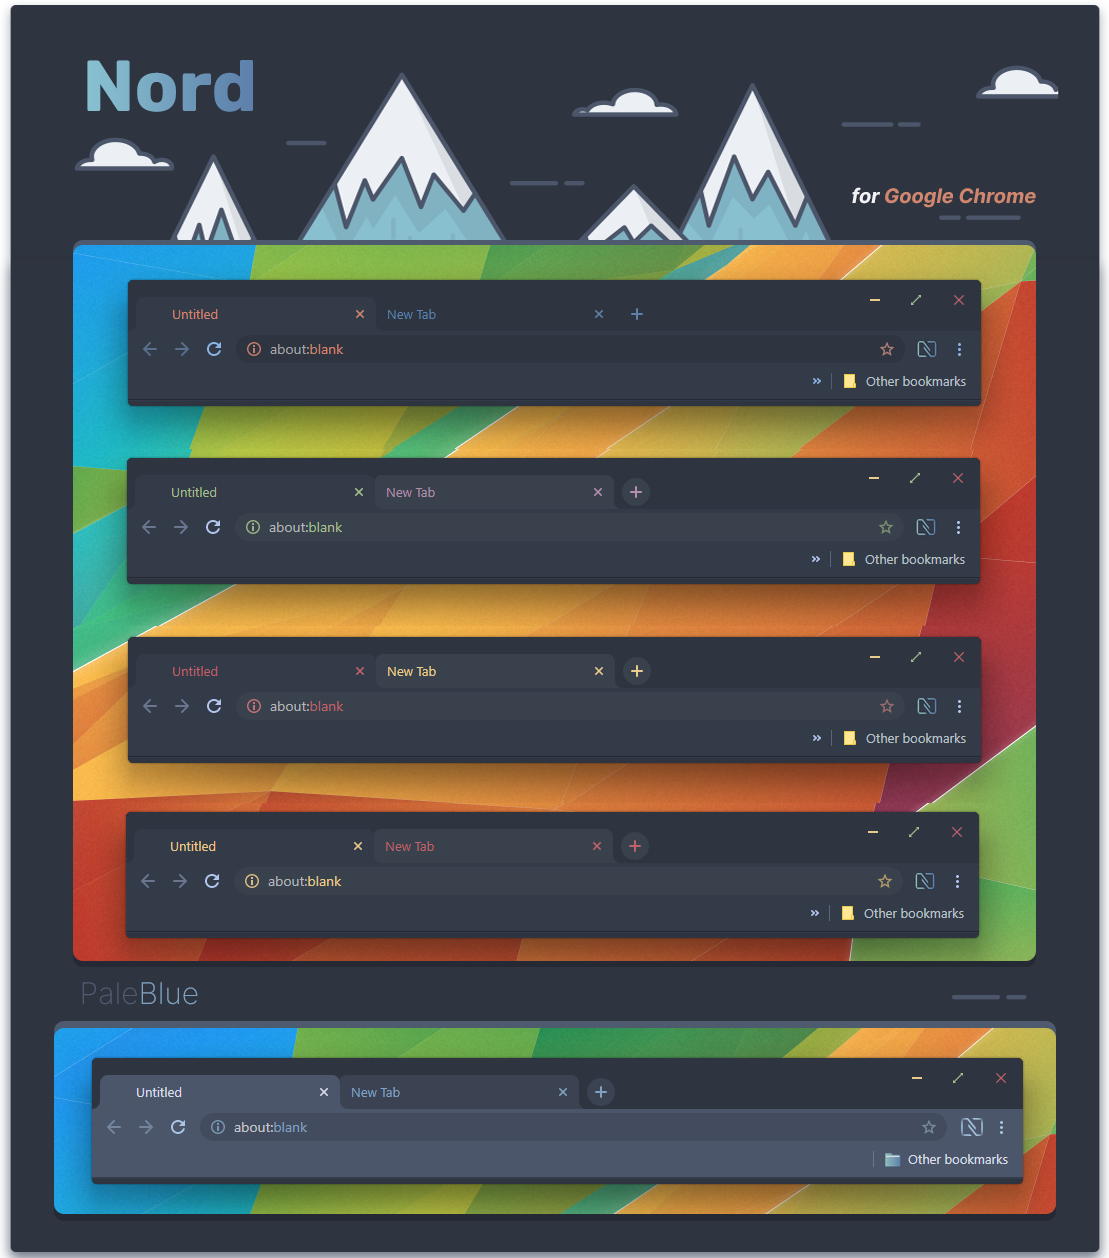 Nord
for Google Chrome
Untitled
New Tab
about:blank
Other bookmarks
Untitled
New Tab
about:blank
Other bookmarks
Untitled
New Tab
about:blank
Other bookmarks
Untitled
New Tab
about:blank
Other bookmarks
PaleBlue
Untitled
New Tab
about:blank
Other bookmarks